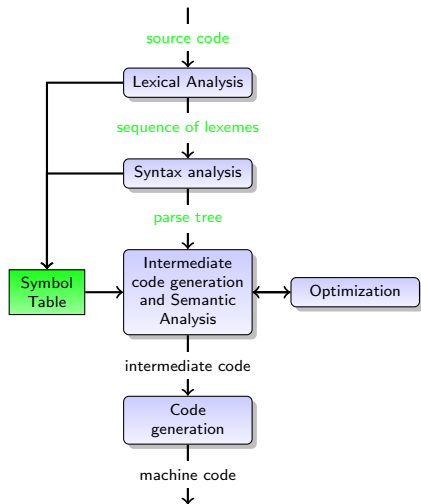 source code
Lexical Analysis
sequence of lexemes
Syntax analysis
parse tree
Symbol
Table
Intermediate
code generation
and Semantic
Analysis
Optimization
intermediate code
Code
generation
machine code